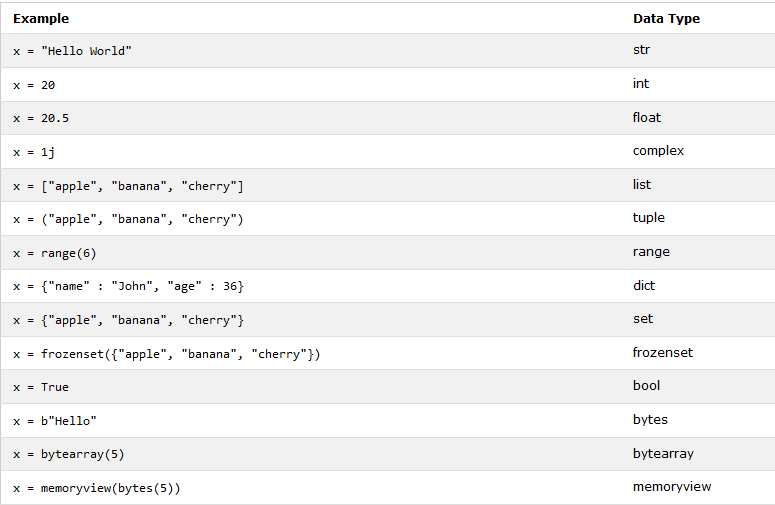 Example Data Type
x = "Hello World" str
x = 20 int
x = 20.5 float
x = 1j complex
x = ["apple", "banana", "cherry"] list
x = ("apple", "banana", "cherry") tuple
x = range(6) range
x = {"name" : "John", "age" : 36} dict
x = {"apple", "banana", "cherry"} set
x = frozenset({"apple", "banana", "cherry"}) frozenset
x = True bool
x = b"Hello" bytes
x = bytearray(5) bytearray
x = memoryview(bytes(5)) memoryview